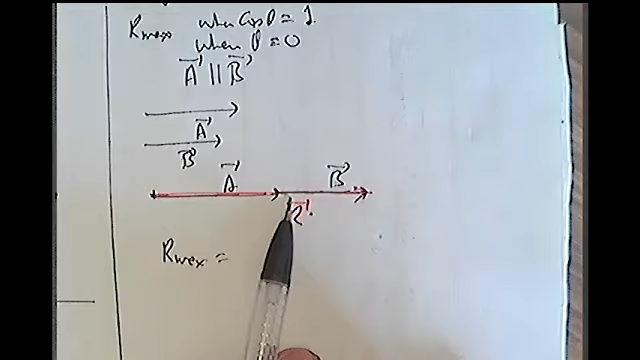 Rmax when Cosθ = 1.
when θ = 0
A⃗ || B⃗
A⃗
B⃗
A⃗ B⃗
R⃗
Rmax =